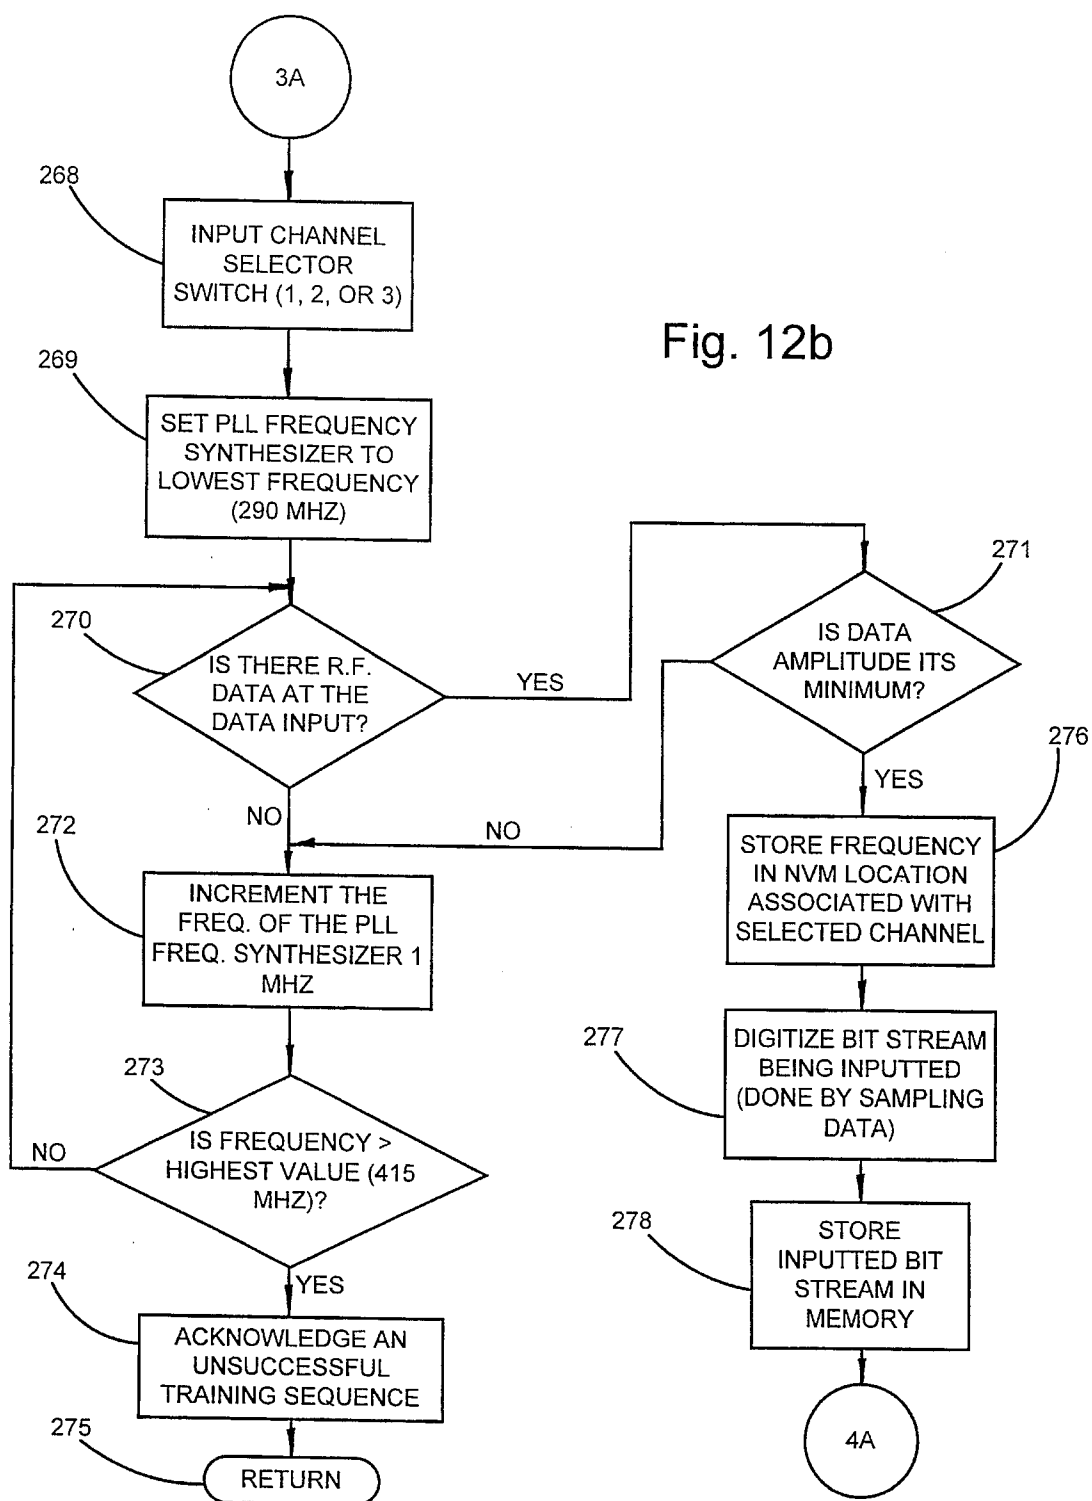 3A
268
INPUT CHANNEL
SELECTOR
SWITCH (1, 2, OR 3)
Fig. 12b
269
SET PLL FREQUENCY
SYNTHESIZER TO
LOWEST FREQUENCY
(290 MHZ)
270
IS THERE R.F.
DATA AT THE
DATA INPUT?
YES
NO
271
IS DATA
AMPLITUDE ITS
MINIMUM?
NO
YES
272
INCREMENT THE
FREQ. OF THE PLL
FREQ. SYNTHESIZER 1
MHZ
273
IS FREQUENCY >
HIGHEST VALUE (415
MHZ)?
NO
YES
274
ACKNOWLEDGE AN
UNSUCCESSFUL
TRAINING SEQUENCE
275
RETURN
276
STORE FREQUENCY
IN NVM LOCATION
ASSOCIATED WITH
SELECTED CHANNEL
277
DIGITIZE BIT STREAM
BEING INPUTTED
(DONE BY SAMPLING
DATA)
278
STORE
INPUTTED BIT
STREAM IN
MEMORY
4A